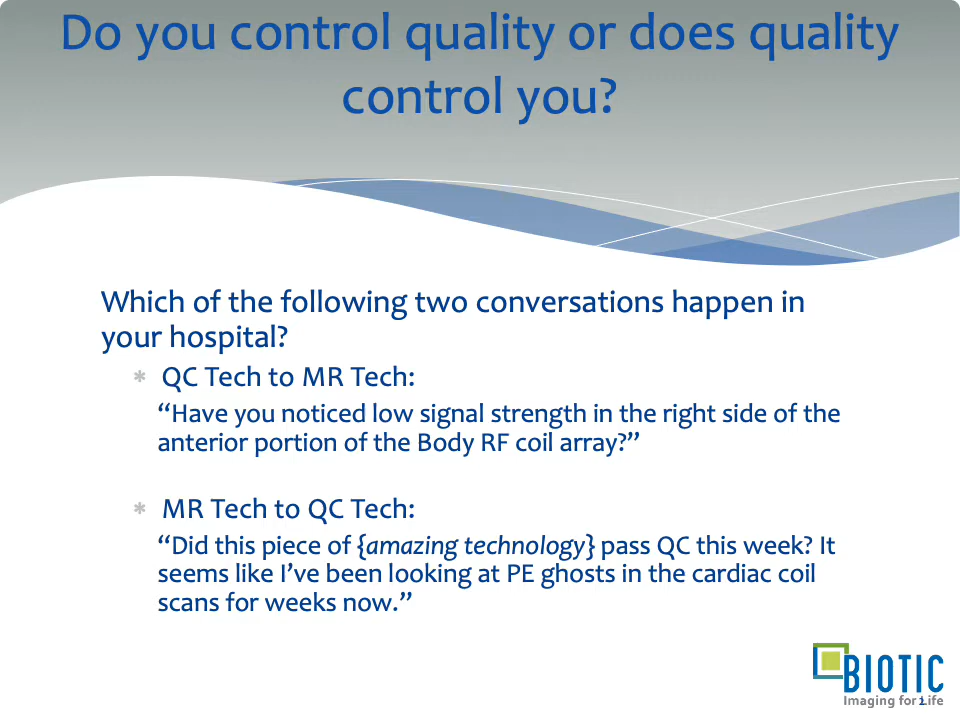 Do you control quality or does quality
control you?
Which of the following two conversations happen in
your hospital?
* QC Tech to MR Tech:
“Have you noticed low signal strength in the right side of the
anterior portion of the Body RF coil array?”
* MR Tech to QC Tech:
“Did this piece of {amazing technology} pass QC this week? It
seems like I’ve been looking at PE ghosts in the cardiac coil
scans for weeks now.”
BIOTIC
Imaging for Life
2